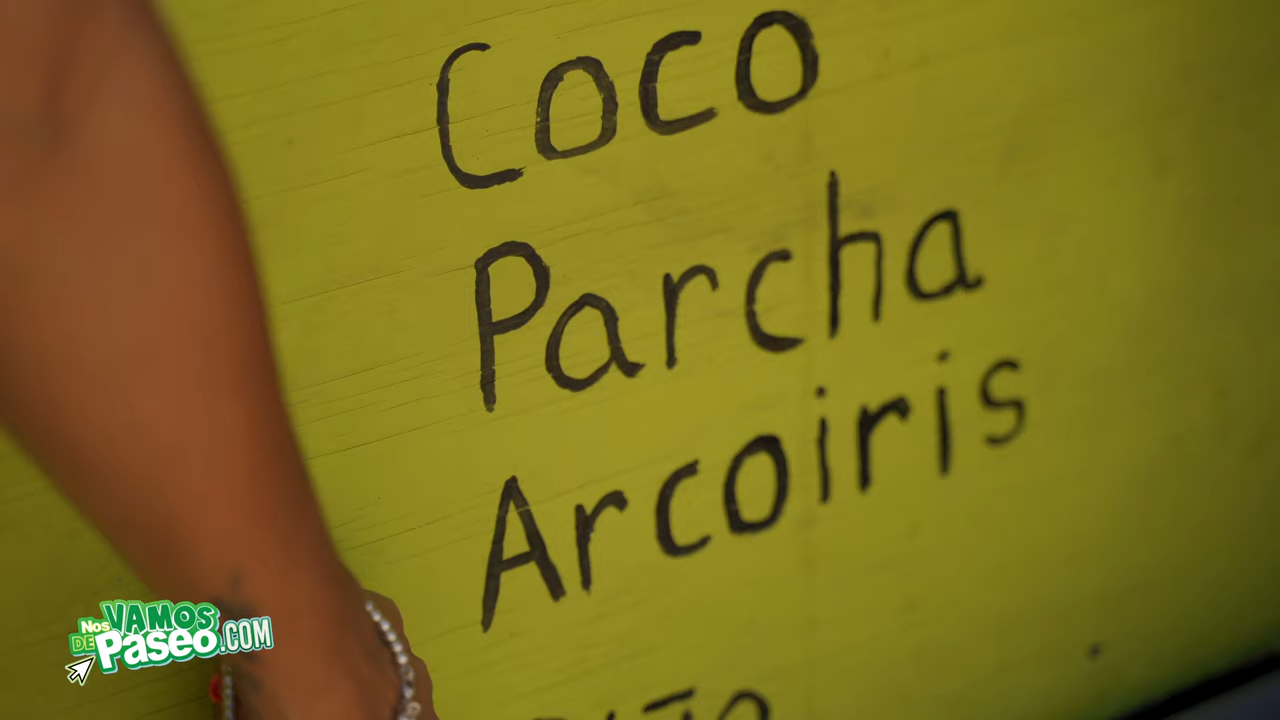 Coco
Parcha
Arcoiris
Nos VAMOS
DE Paseo.COM